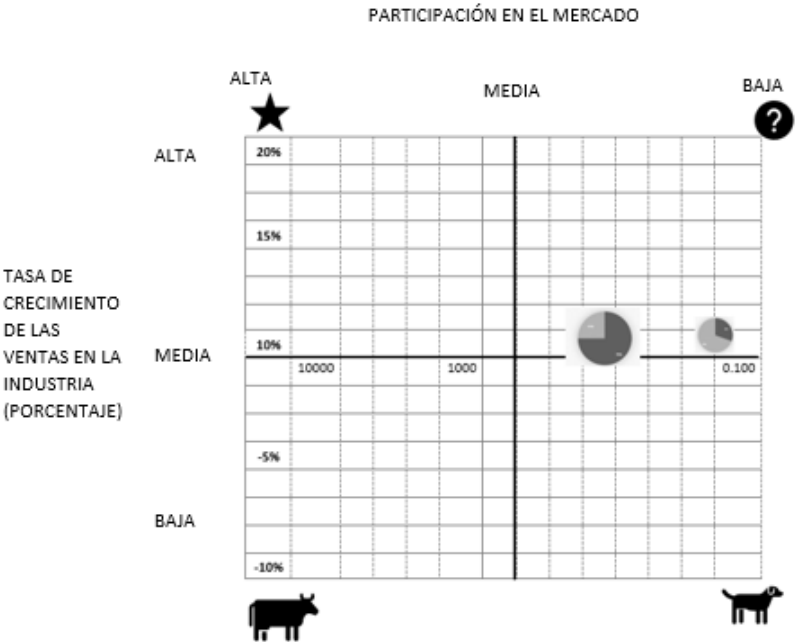 PARTICIPACIÓN EN EL MERCADO
ALTA
MEDIA
BAJA
?
ALTA
20%
15%
TASA DE
CRECIMIENTO
DE LAS
VENTAS EN LA
INDUSTRIA
(PORCENTAJE)
MEDIA
10%
10000
1000
0.100
-5%
BAJA
-10%